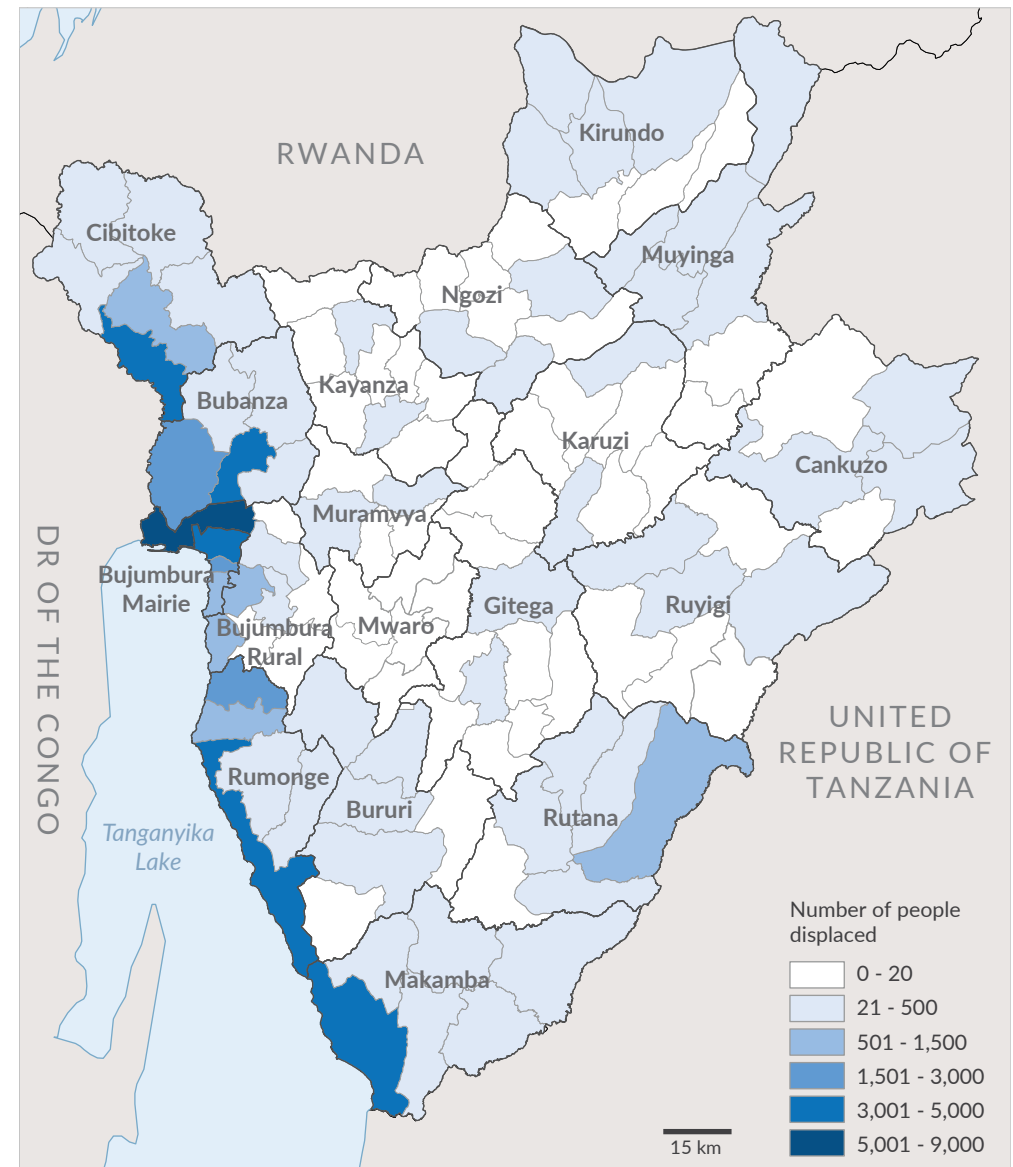 RWANDA
Kirundo
Cibitoke
Muyinga
Ngozi
Kayanza
Bubanza
Karuzi
Cankuzo
Muramvya
DR OF THE CONGO
Bujumbura
Mairie
Gitega
Ruyigi
Bujumbura
Rural
Mwaro
UNITED
REPUBLIC OF
TANZANIA
Rumonge
Bururi
Rutana
Tanganyika
Lake
Makamba
Number of people
displaced
0 - 20
21 - 500
501 - 1,500
1,501 - 3,000
3,001 - 5,000
5,001 - 9,000
15 km